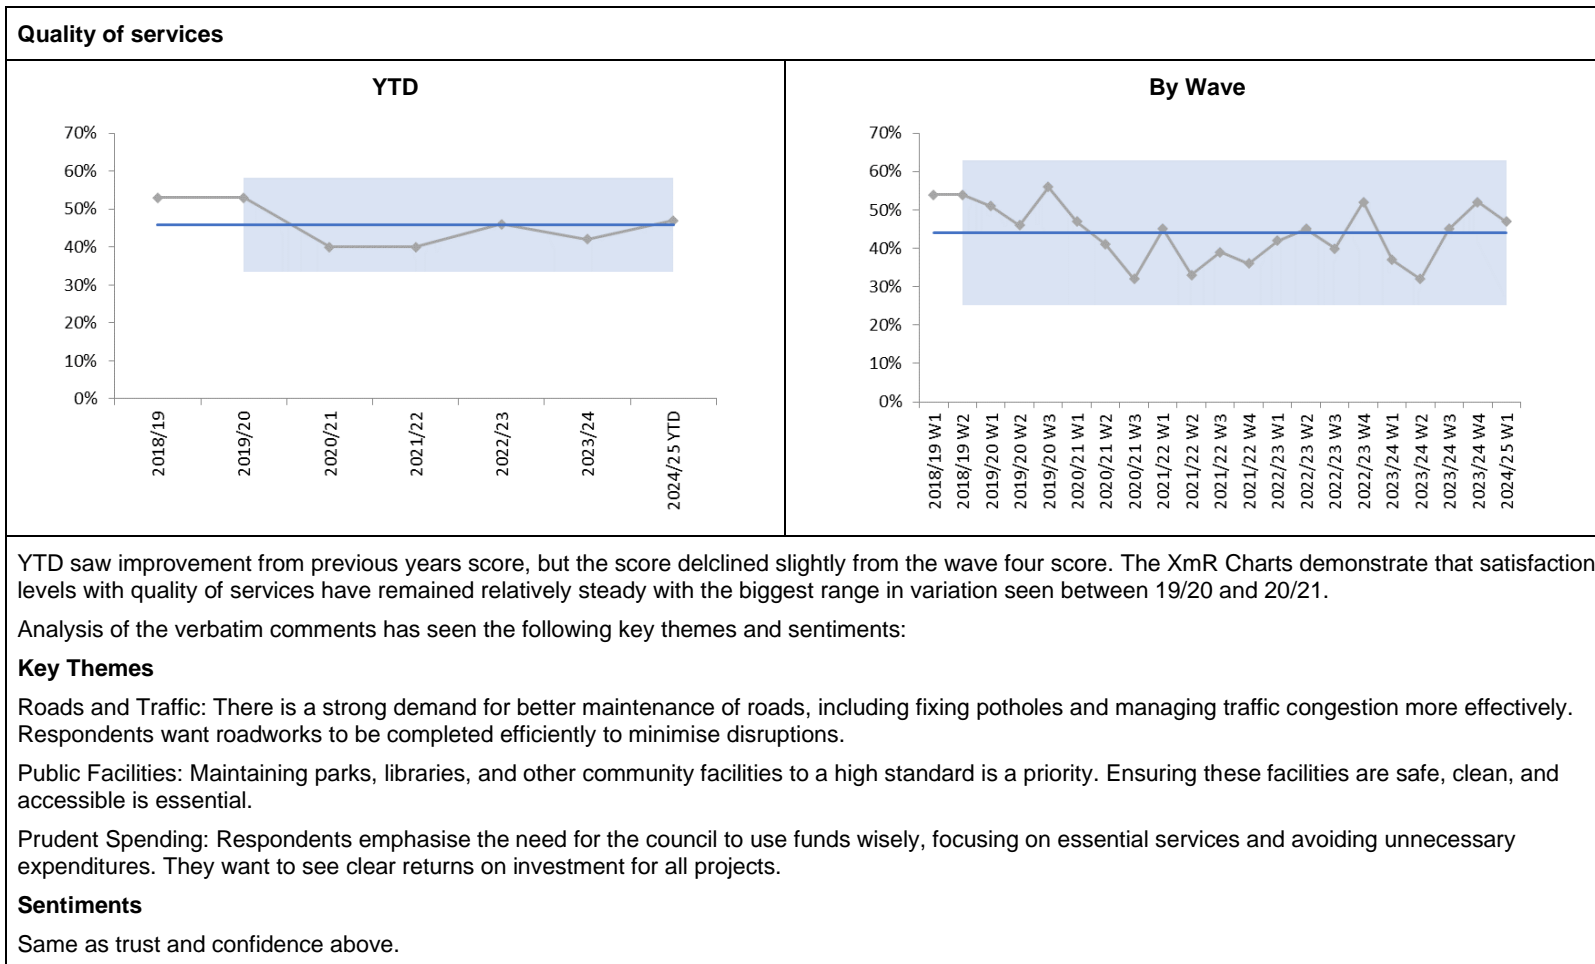 Quality of services
YTD
70%
60%
50%
40%
30%
20%
10%
0%
2018/19
2019/20
2020/21
2021/22
2022/23
2023/24
2024/25 YTD
By Wave
70%
60%
50%
40%
30%
20%
10%
0%
2018/19 W1
2018/19 W2
2019/20 W1
2019/20 W2
2019/20 W3
2020/21 W1
2020/21 W2
2020/21 W3
2021/22 W1
2021/22 W2
2021/22 W3
2021/22 W4
2022/23 W1
2022/23 W2
2022/23 W3
2022/23 W4
2023/24 W1
2023/24 W2
2023/24 W3
2023/24 W4
2024/25 W1
YTD saw improvement from previous years score, but the score delclined slightly from the wave four score. The XmR Charts demonstrate that satisfaction
levels with quality of services have remained relatively steady with the biggest range in variation seen between 19/20 and 20/21.
Analysis of the verbatim comments has seen the following key themes and sentiments:
Key Themes
Roads and Traffic: There is a strong demand for better maintenance of roads, including fixing potholes and managing traffic congestion more effectively.
Respondents want roadworks to be completed efficiently to minimise disruptions.
Public Facilities: Maintaining parks, libraries, and other community facilities to a high standard is a priority. Ensuring these facilities are safe, clean, and
accessible is essential.
Prudent Spending: Respondents emphasise the need for the council to use funds wisely, focusing on essential services and avoiding unnecessary
expenditures. They want to see clear returns on investment for all projects.
Sentiments
Same as trust and confidence above.